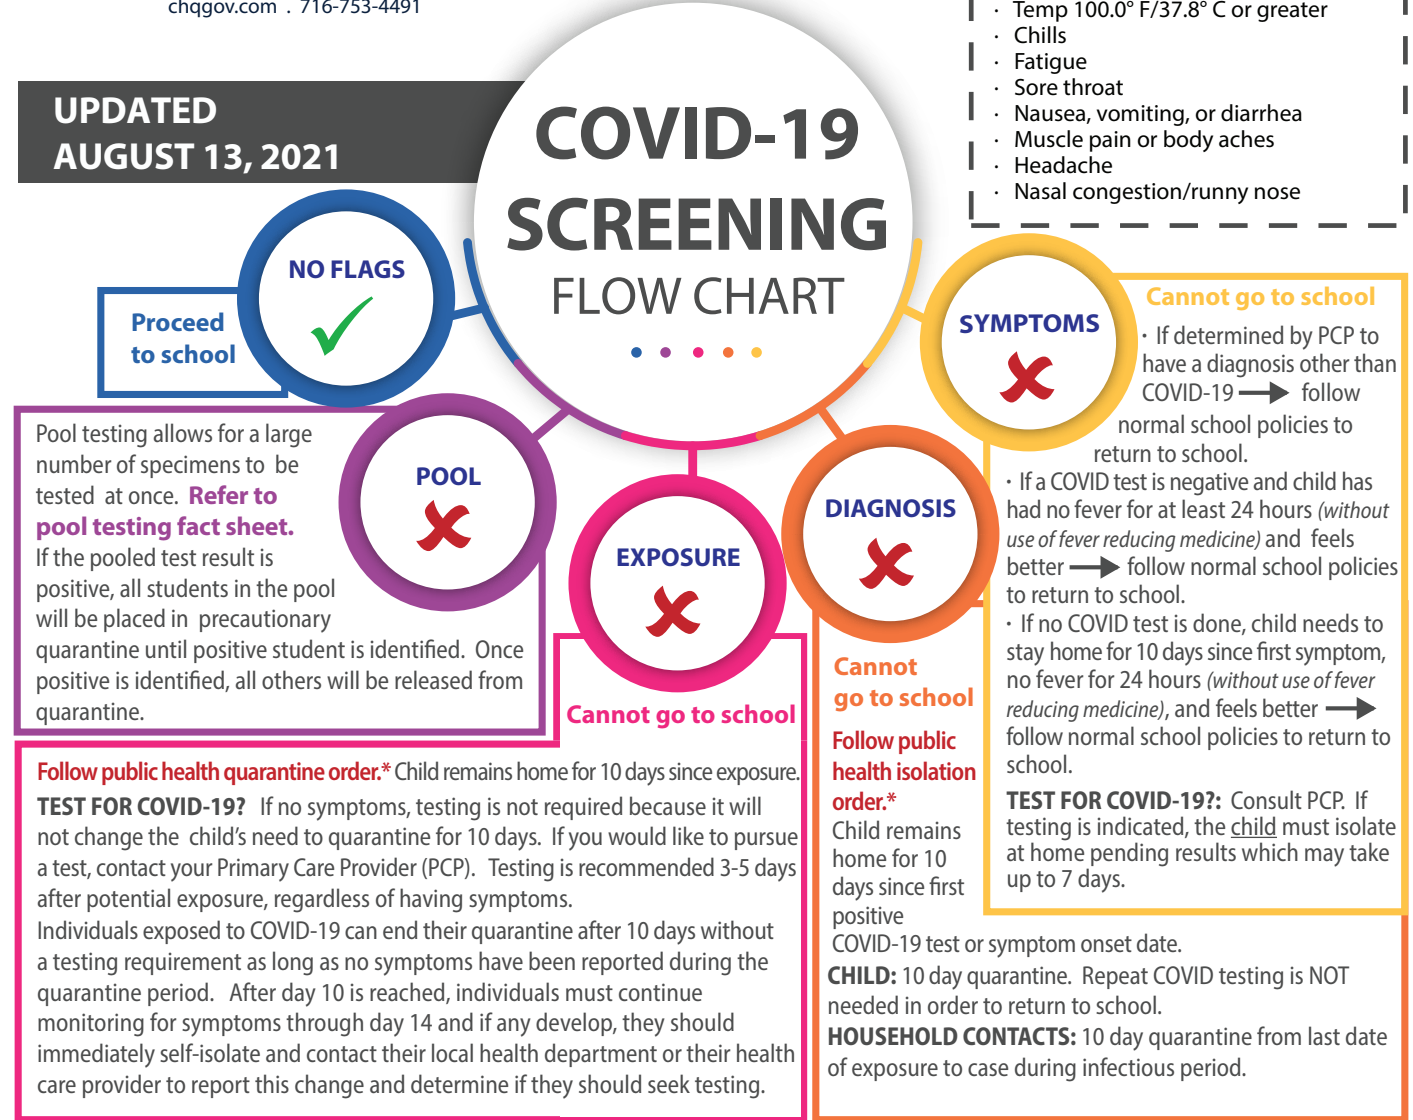 chqgov.com . 716-753-4491
UPDATED
AUGUST 13, 2021
COVID-19
SCREENING
FLOW CHART
· Temp 100.0° F/37.8° C or greater
· Chills
· Fatigue
· Sore throat
· Nausea, vomiting, or diarrhea
· Muscle pain or body aches
· Headache
· Nasal congestion/runny nose
NO FLAGS
Proceed
to school
POOL
Pool testing allows for a large
number of specimens to be
tested at once. Refer to
pool testing fact sheet.
If the pooled test result is
positive, all students in the pool
will be placed in precautionary
quarantine until positive student is identified. Once
positive is identified, all others will be released from
quarantine.
EXPOSURE
Cannot go to school
Follow public health quarantine order.* Child remains home for 10 days since exposure.
TEST FOR COVID-19? If no symptoms, testing is not required because it will
not change the child's need to quarantine for 10 days. If you would like to pursue
a test, contact your Primary Care Provider (PCP). Testing is recommended 3-5 days
after potential exposure, regardless of having symptoms.
Individuals exposed to COVID-19 can end their quarantine after 10 days without
a testing requirement as long as no symptoms have been reported during the
quarantine period. After day 10 is reached, individuals must continue
monitoring for symptoms through day 14 and if any develop, they should
immediately self-isolate and contact their local health department or their health
care provider to report this change and determine if they should seek testing.
DIAGNOSIS
Cannot
go to school
Follow public
health isolation
order.*
Child remains
home for 10
days since first
positive
COVID-19 test or symptom onset date.
CHILD: 10 day quarantine. Repeat COVID testing is NOT
needed in order to return to school.
HOUSEHOLD CONTACTS: 10 day quarantine from last date
of exposure to case during infectious period.
SYMPTOMS
Cannot go to school
· If determined by PCP to
have a diagnosis other than
COVID-19 → follow
normal school policies to
return to school.
· If a COVID test is negative and child has
had no fever for at least 24 hours (without
use of fever reducing medicine) and feels
better → follow normal school policies
to return to school.
· If no COVID test is done, child needs to
stay home for 10 days since first symptom,
no fever for 24 hours (without use of fever
reducing medicine), and feels better →
follow normal school policies to return to
school.
TEST FOR COVID-19?: Consult PCP. If
testing is indicated, the child must isolate
at home pending results which may take
up to 7 days.